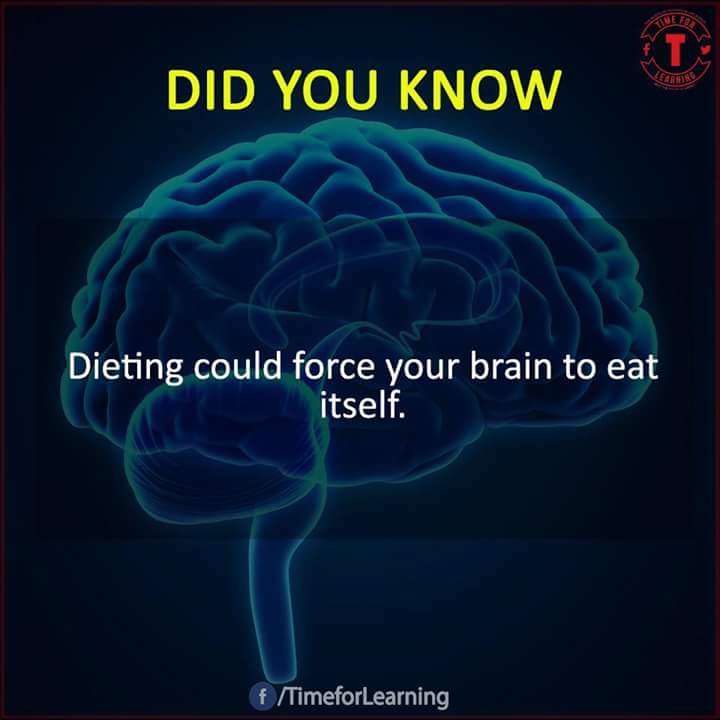 TIME FOR
f T
LEARNING
DID YOU KNOW
Dieting could force your brain to eat
itself.
f /TimeforLearning